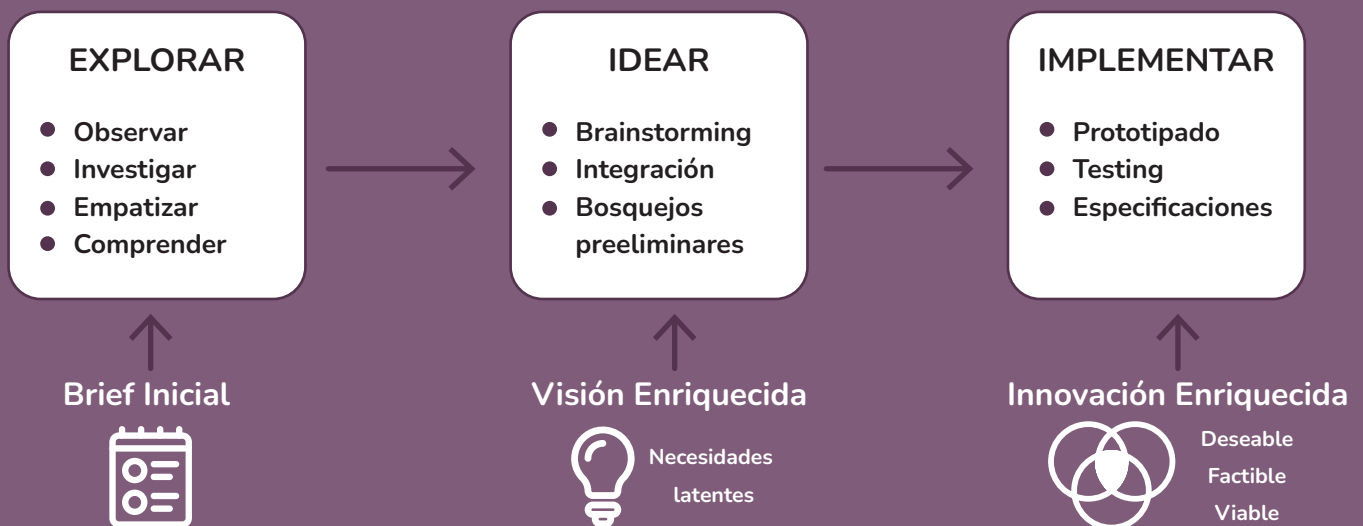 EXPLORAR
Observar
Investigar
Empatizar
Comprender
IDEAR
Brainstorming
Integración
Bosquejos
preeliminares
IMPLEMENTAR
Prototipado
Testing
Especificaciones
Brief Inicial
Visión Enriquecida
Necesidades
latentes
Innovación Enriquecida
Deseable
Factible
Viable